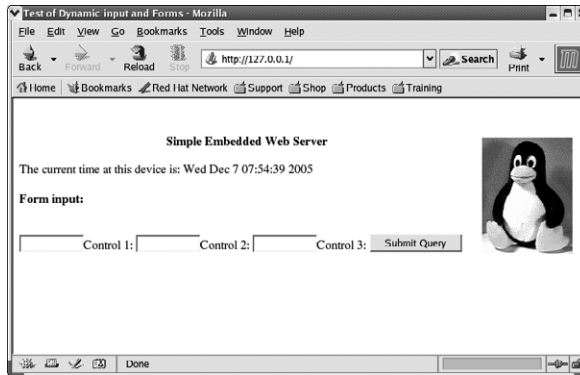 Test of Dynamic input and Forms - Mozilla
File Edit View Go Bookmarks Tools Window Help
Back Forward Reload Stop http://127.0.0.1/ Search Print
Home Bookmarks Red Hat Network Support Shop Products Training
Simple Embedded Web Server
The current time at this device is: Wed Dec 7 07:54:39 2005
Form input:
Control 1: Control 2: Control 3: Submit Query
Done